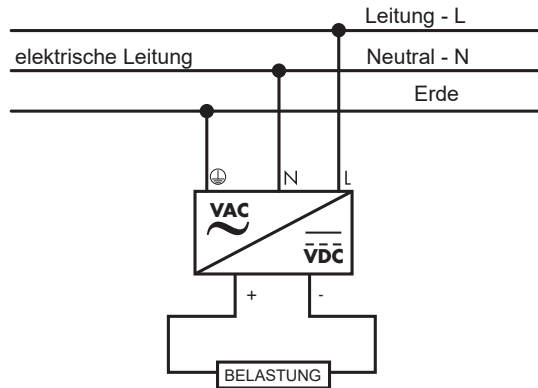 Leitung - L
elektrische Leitung
Neutral - N
Erde
N
L
VAC
VDC
+
-
BELASTUNG